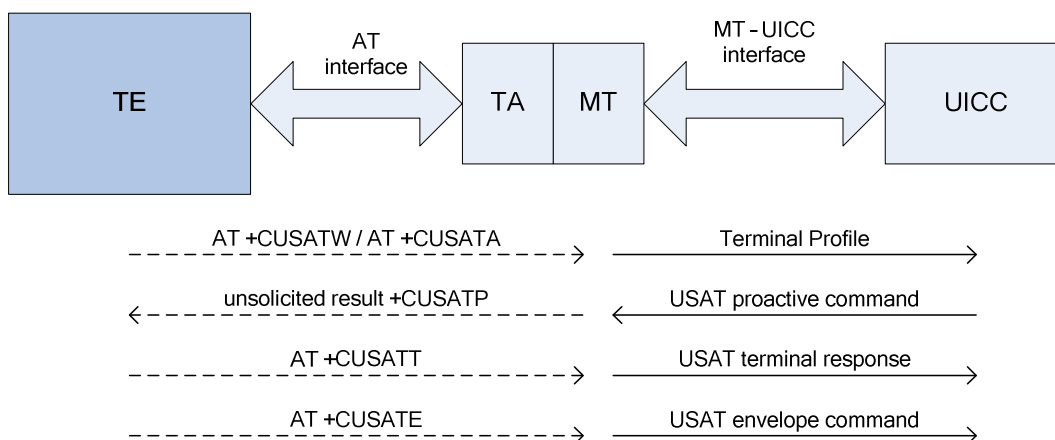 TE
AT
interface
TA
MT
MT-UICC
interface
UICC
AT +CUSATW / AT +CUSATA
Terminal Profile
unsolicited result +CUSATP
USAT proactive command
AT +CUSATT
USAT terminal response
AT +CUSATE
USAT envelope command